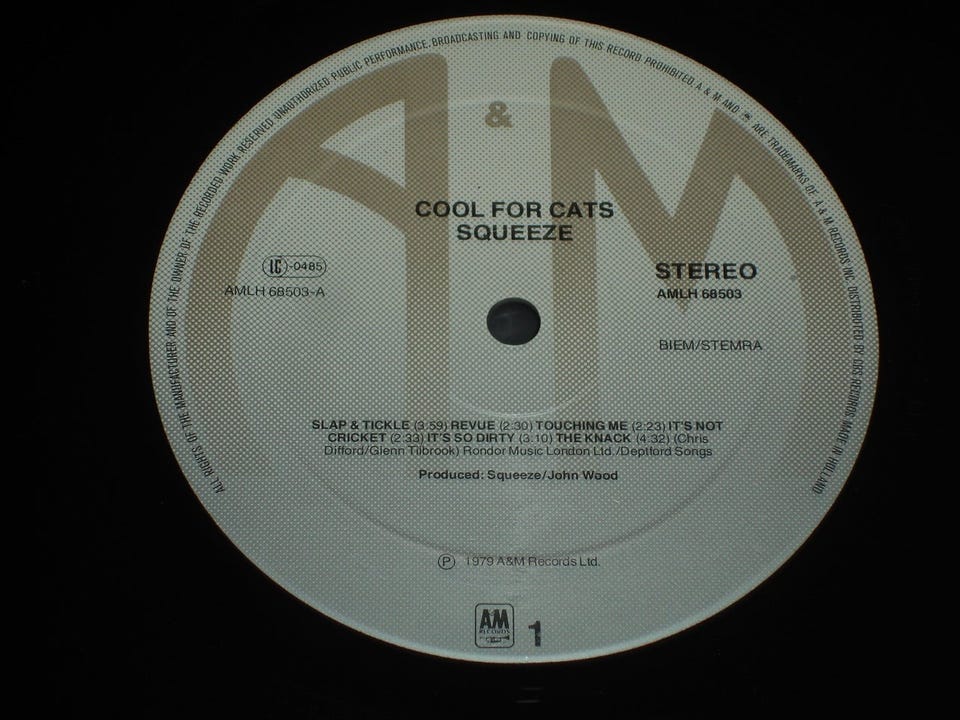 ALL RIGHTS OF THE MANUFACTURER AND OF THE OWNER OF THE RECORDED WORK RESERVED UNAUTHORIZED PUBLIC PERFORMANCE, BROADCASTING AND COPYING OF THIS RECORD PROHIBITED. A & M AND ARE TRADEMARKS OF A & M RECORDS INC. DISTRIBUTED BY CBS RECORDS MADE IN HOLLAND
A & M
COOL FOR CATS
SQUEEZE
LC-0485
AMLH 68503-A
STEREO
AMLH 68503
BIEM/STEMRA
SLAP & TICKLE (3:59) REVUE (2:30) TOUCHING ME (2:23) IT'S NOT
CRICKET (2:33) IT'S SO DIRTY (3:10) THE KNACK (4:32) (Chris
Difford/Glenn Tilbrook) Rondor Music London Ltd./Deptford Songs
Produced: Squeeze/John Wood
Ⓟ 1979 A&M Records Ltd.
A&M
RECORDS
1